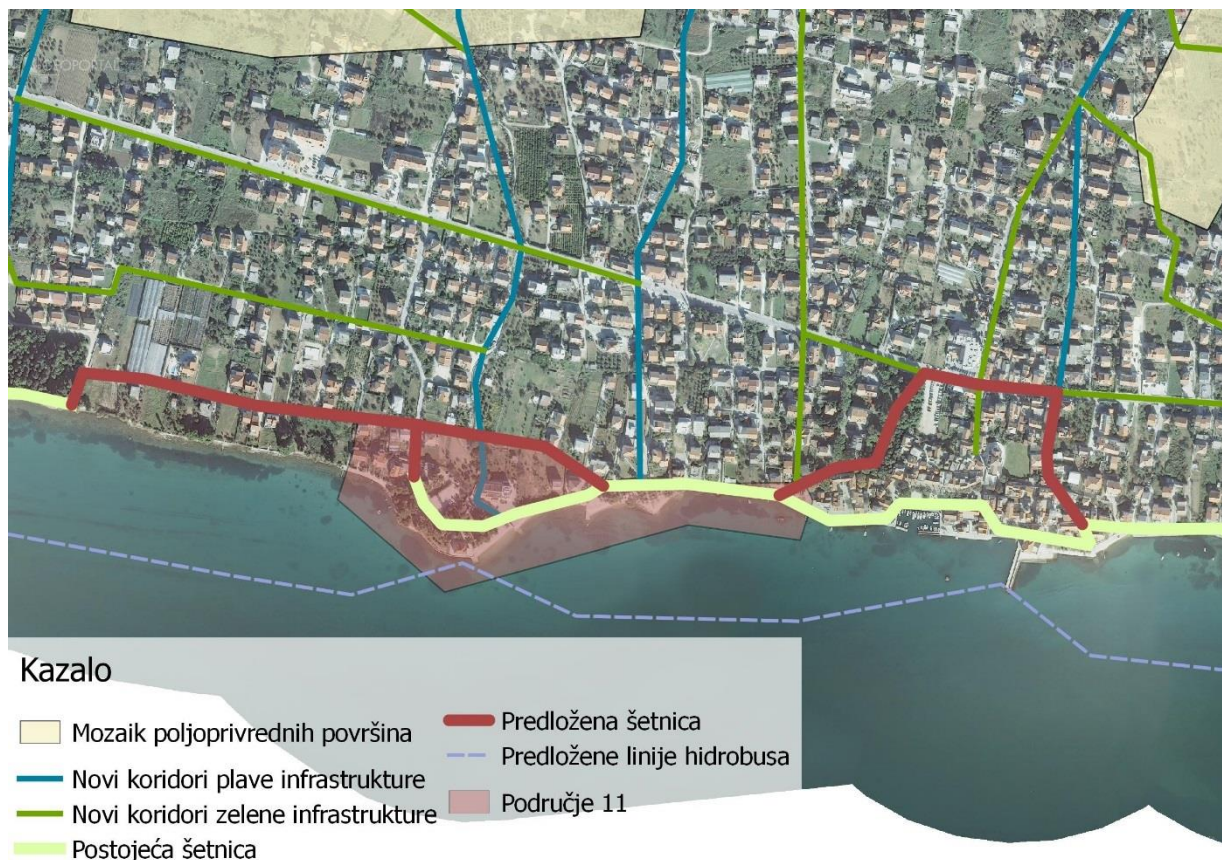 GEOPORTAL
Kazalo
Mozaik poljoprivrednih površina
Novi koridori plave infrastrukture
Novi koridori zelene infrastrukture
Postojeća šetnica
Predložena šetnica
Predložene linije hidrobusa
Područje 11